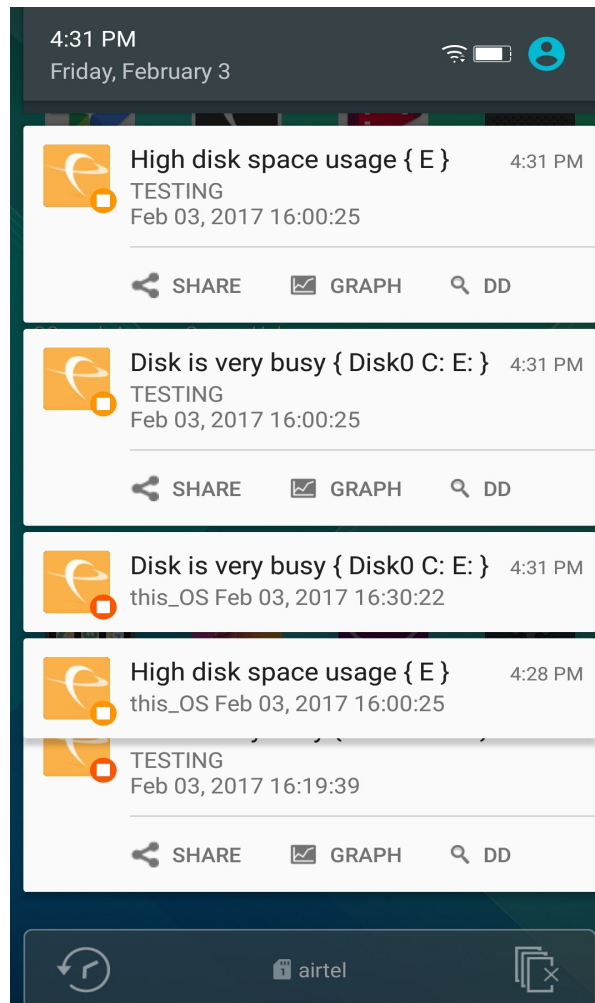 4:31 PM
Friday, February 3
High disk space usage { E } 4:31 PM
TESTING
Feb 03, 2017 16:00:25
SHARE GRAPH DD
Disk is very busy { Disk0 C: E: } 4:31 PM
TESTING
Feb 03, 2017 16:00:25
SHARE GRAPH DD
Disk is very busy { Disk0 C: E: } 4:31 PM
this_OS Feb 03, 2017 16:30:22
High disk space usage { E } 4:28 PM
this_OS Feb 03, 2017 16:00:25
TESTING
Feb 03, 2017 16:19:39
SHARE GRAPH DD
1 airtel